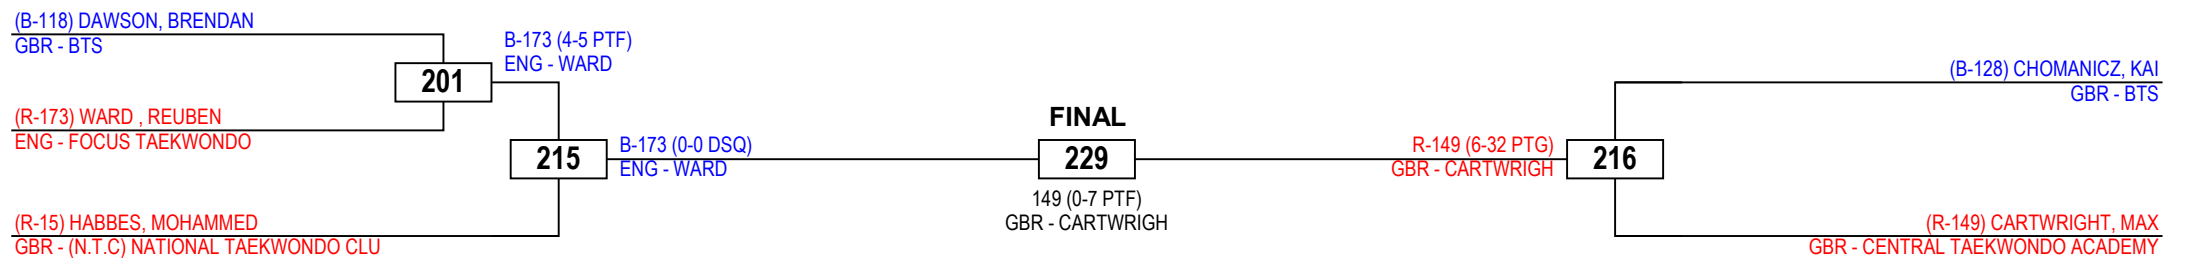 (B-118) DAWSON, BRENDAN
GBR - BTS
B-173 (4-5 PTF)
ENG - WARD
201
(R-173) WARD , REUBEN
ENG - FOCUS TAEKWONDO
215
B-173 (0-0 DSQ)
ENG - WARD
(R-15) HABBES, MOHAMMED
GBR - (N.T.C) NATIONAL TAEKWONDO CLU
FINAL
229
149 (0-7 PTF)
GBR - CARTWRIGH
R-149 (6-32 PTG)
GBR - CARTWRIGH
216
(B-128) CHOMANICZ, KAI
GBR - BTS
(R-149) CARTWRIGHT, MAX
GBR - CENTRAL TAEKWONDO ACADEMY